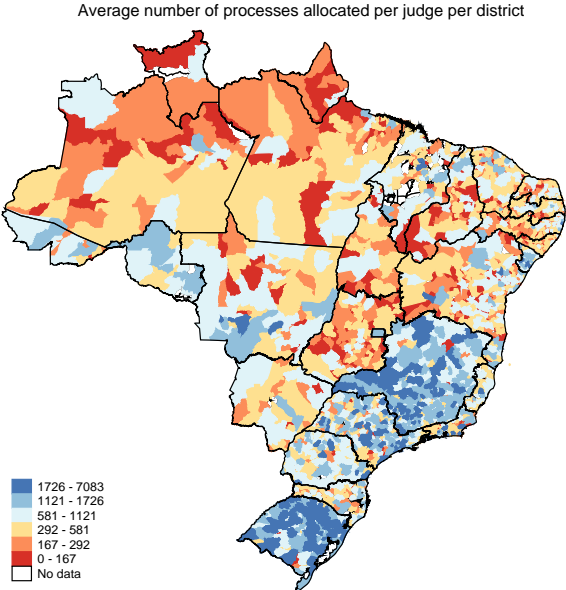 Average number of processes allocated per judge per district
1726 - 7083
1121 - 1726
581 - 1121
292 - 581
167 - 292
0 - 167
No data